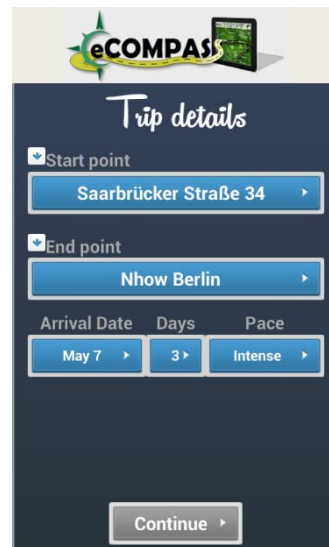 eCOMPASS
Trip details
Start point
Saarbrücker Straße 34
End point
Nhow Berlin
Arrival Date Days Pace
May 7 3 Intense
Continue